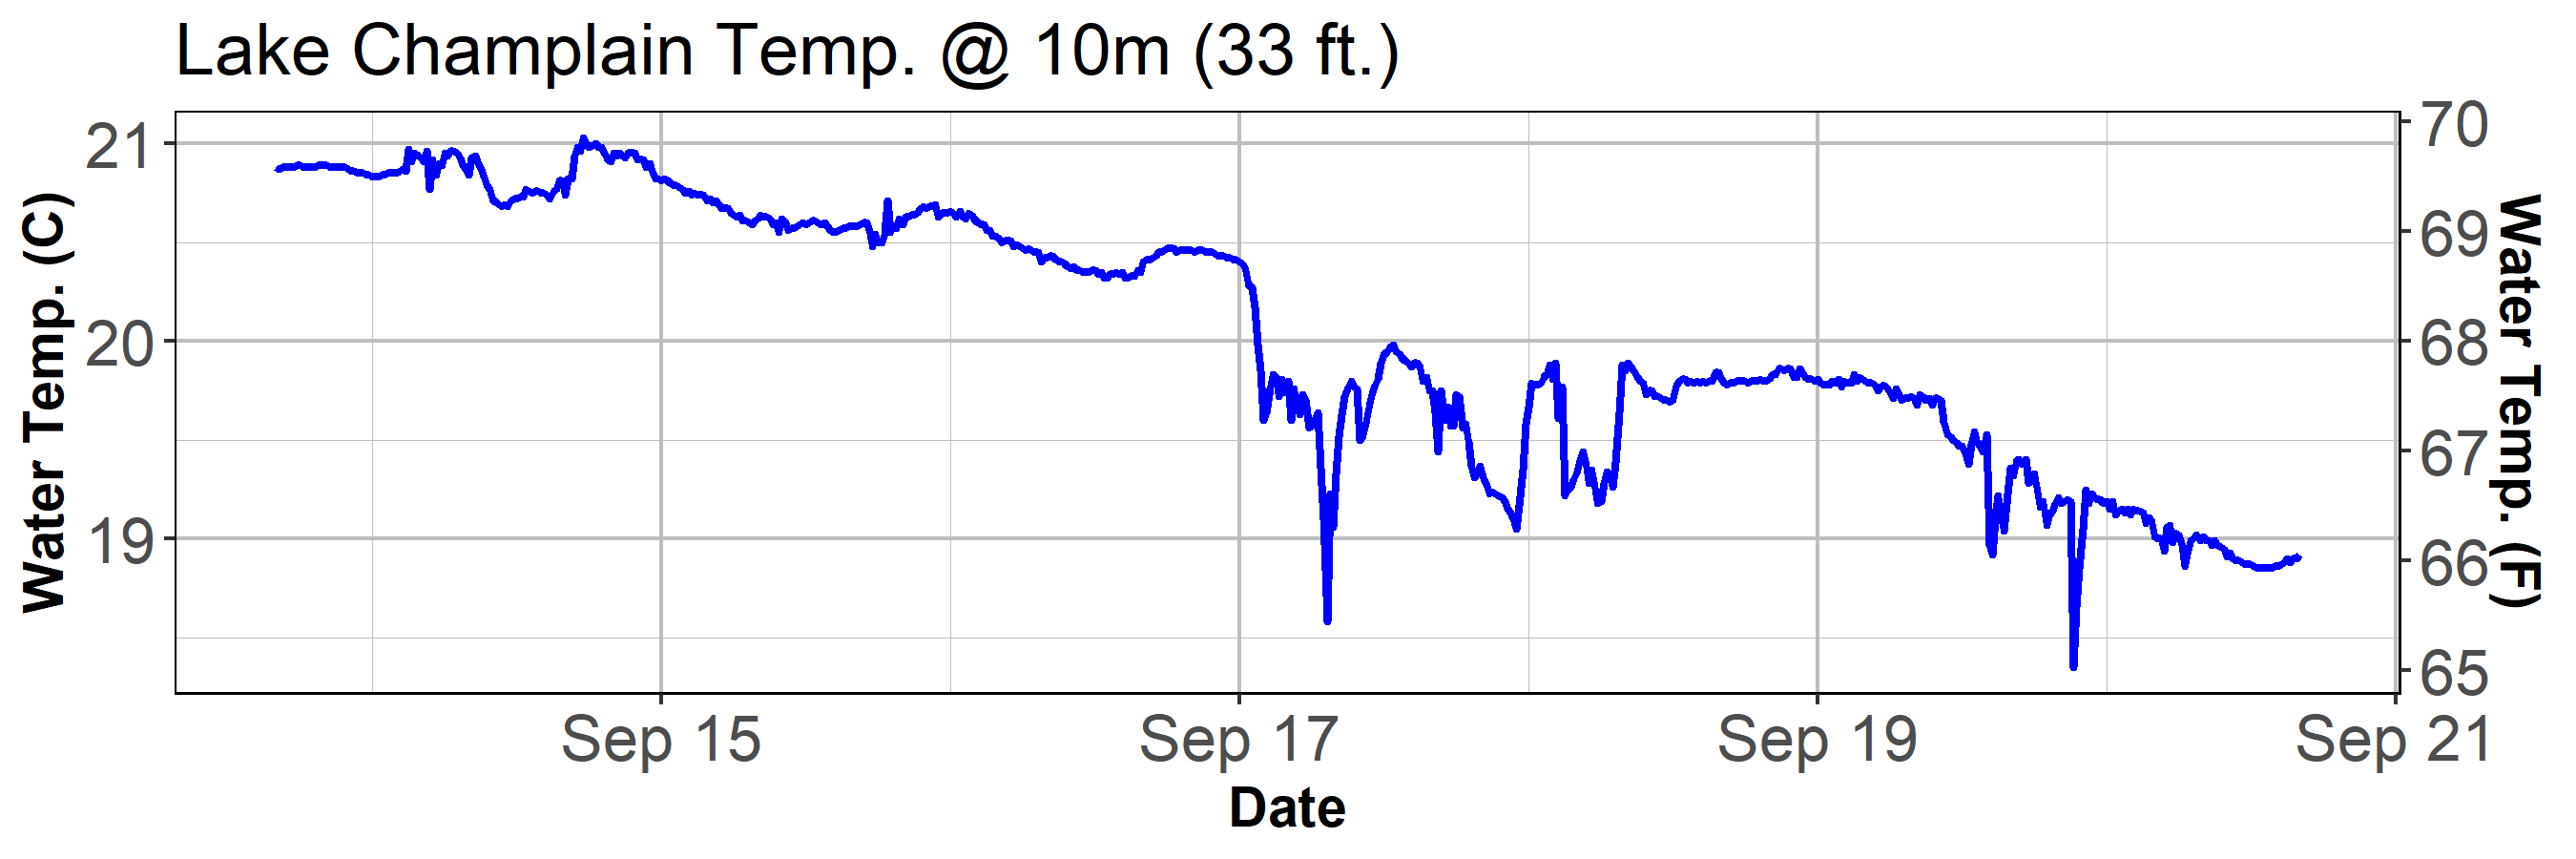 Lake Champlain Temp. @ 10m (33 ft.)
21
20
19
Water Temp. (C)
70
69
68
67
66
65
Water Temp. (F)
Sep 15
Sep 17
Sep 19
Sep 21
Date